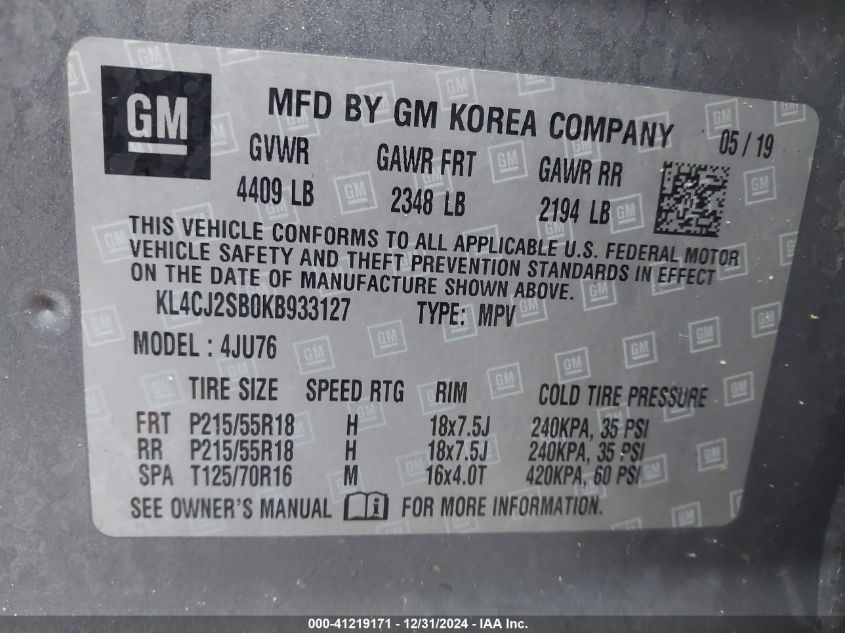 GM
MFD BY GM KOREA COMPANY 05 / 19
GVWR GAWR FRT GAWR RR
4409 LB 2348 LB 2194 LB
THIS VEHICLE CONFORMS TO ALL APPLICABLE U.S. FEDERAL MOTOR
VEHICLE SAFETY AND THEFT PREVENTION STANDARDS IN EFFECT
ON THE DATE OF MANUFACTURE SHOWN ABOVE.
KL4CJ2SB0KB933127 TYPE: MPV
MODEL : 4JU76
TIRE SIZE SPEED RTG RIM COLD TIRE PRESSURE
FRT P215/55R18 H 18x7.5J 240KPA, 35 PSI
RR P215/55R18 H 18x7.5J 240KPA, 35 PSI
SPA T125/70R16 M 16x4.0T 420KPA, 60 PSI
SEE OWNER'S MANUAL i FOR MORE INFORMATION.
000-41219171 - 12/31/2024 - IAA Inc.